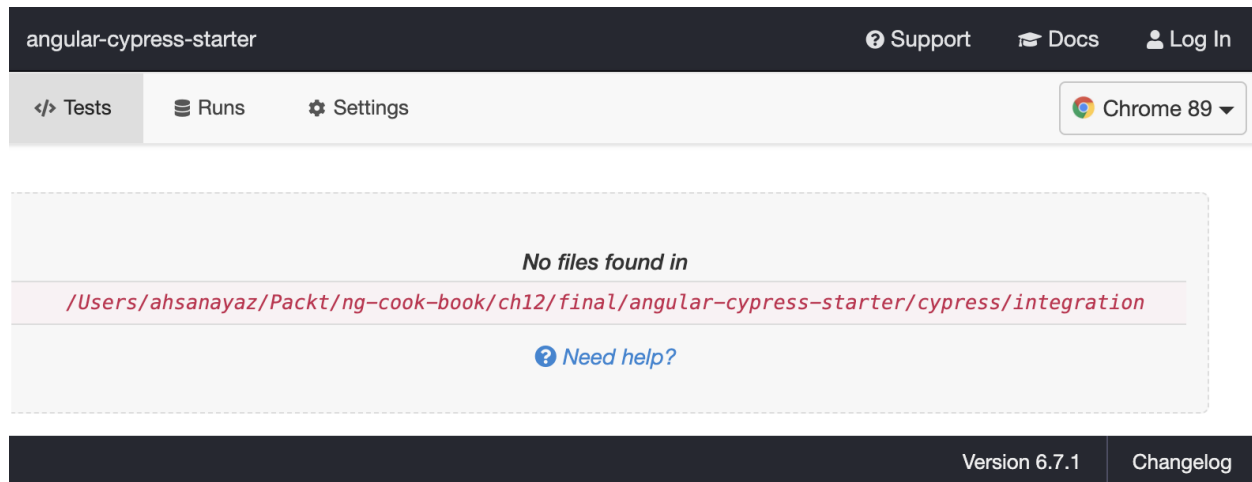 angular-cypress-starter Support Docs Log In
</> Tests Runs Settings Chrome 89
No files found in
/Users/ahsanayaz/Packt/ng-cook-book/ch12/final/angular-cypress-starter/cypress/integration
Need help?
Version 6.7.1 Changelog